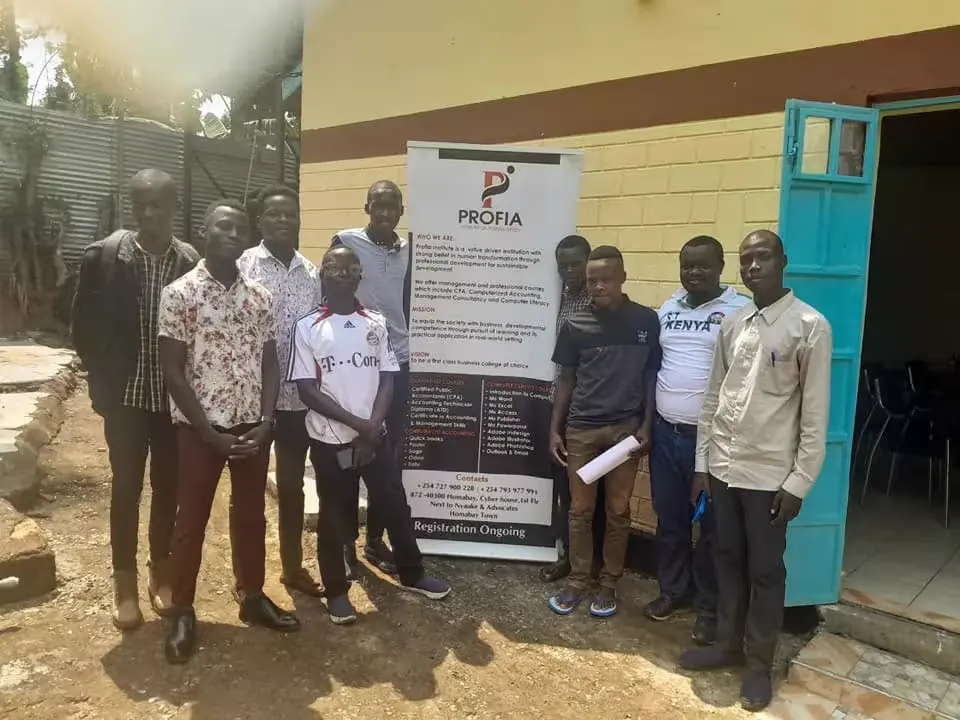 PROFIA
WHO WE ARE
Profia institute is a value driven institution with
strong belief in human transformation through
professional development for sustainable
development
We offer management and professional courses
which include CPA, Computerized Accounting,
Management Consultancy and Computer Literacy
MISSION
To equipe the society with business, developmental
competence through pursuit of learning and its
practical application in real-world setting
VISION
To be a first class business college of choice
• Certified Public
Accountants (CPA)
• Accounting Technician
Diploma (ATD)
• Certificate in Accounting
& Management Skills
COMPUTER ACCOUNTING
• Quick books
• Sage
• Odoo
• Tally
• Introduction to
• Ms Word
• Ms Excel
• Ms Access
• Ms Publisher
• Ms Powerpoint
• Adobe Indesign
• Adobe Illustrator
• Adobe Photoshop
• Outlook & Email
Contacts
+254 727 900 228 | +254 793 977 991
872-40300 Homabay, Cyber house, 1st Flr
Next to Nyauke & Advocates
Homabay Town
Registration Ongoing
adidas
T··Com
KENYA